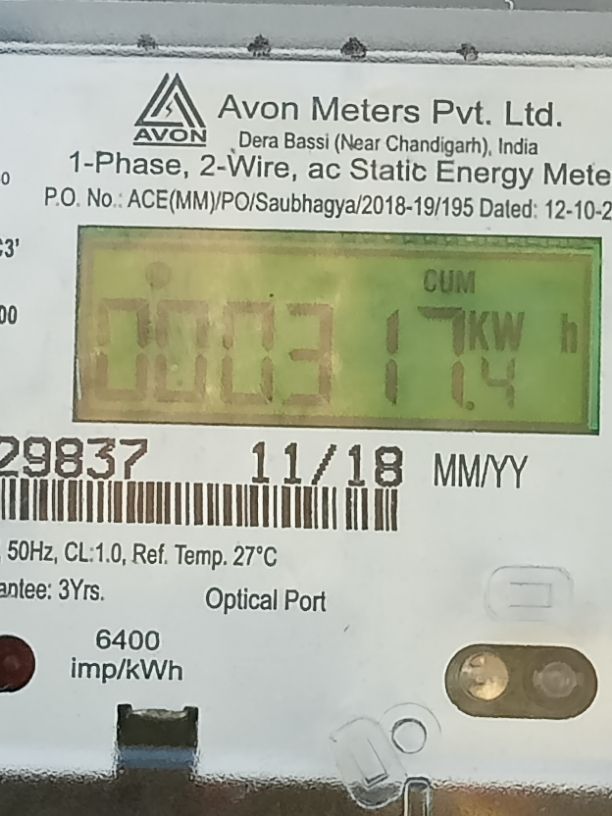 AVON
Avon Meters Pvt. Ltd.
Dera Bassi (Near Chandigarh), India
1-Phase, 2-Wire, ac Static Energy Mete
P.O. No.: ACE(MM)/PO/Saubhagya/2018-19/195 Dated: 12-10-2
CUM
000317.4 KW h
29837 11/18 MM/YY
, 50Hz, CL:1.0, Ref. Temp. 27°C
antee: 3Yrs.
Optical Port
6400
imp/kWh